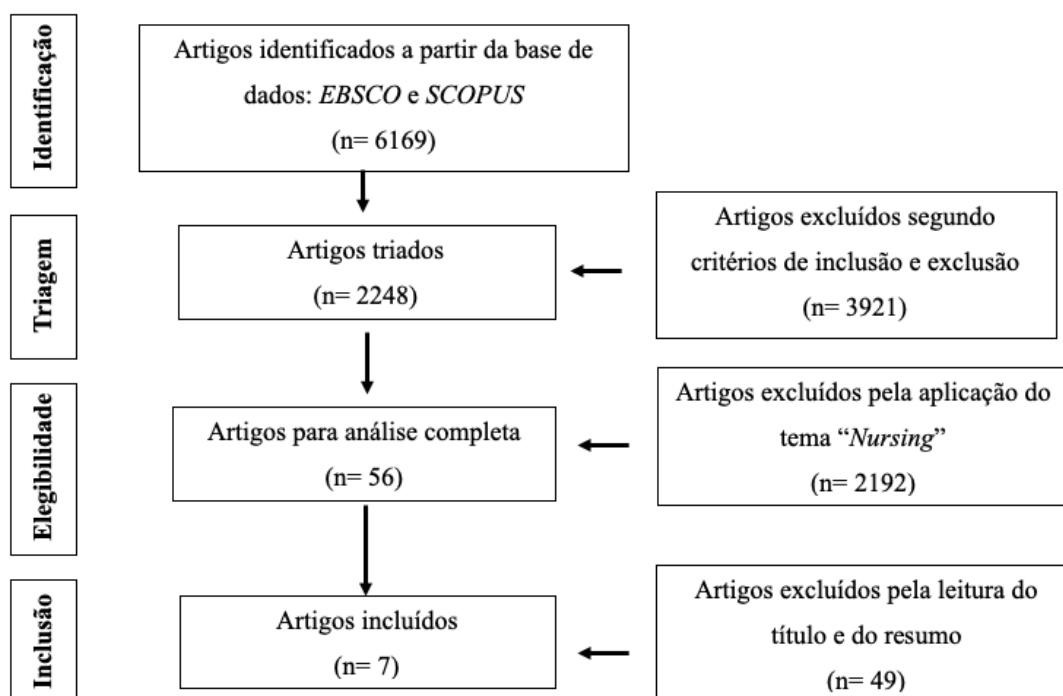 Identificação
Artigos identificados a partir da base de
dados: EBSCO e SCOPUS
(n= 6169)
Triagem
Artigos triados
(n= 2248)
Artigos excluídos segundo
critérios de inclusão e exclusão
(n= 3921)
Elegibilidade
Artigos para análise completa
(n= 56)
Artigos excluídos pela aplicação do
tema “Nursing”
(n= 2192)
Inclusão
Artigos incluídos
(n= 7)
Artigos excluídos pela leitura do
título e do resumo
(n= 49)